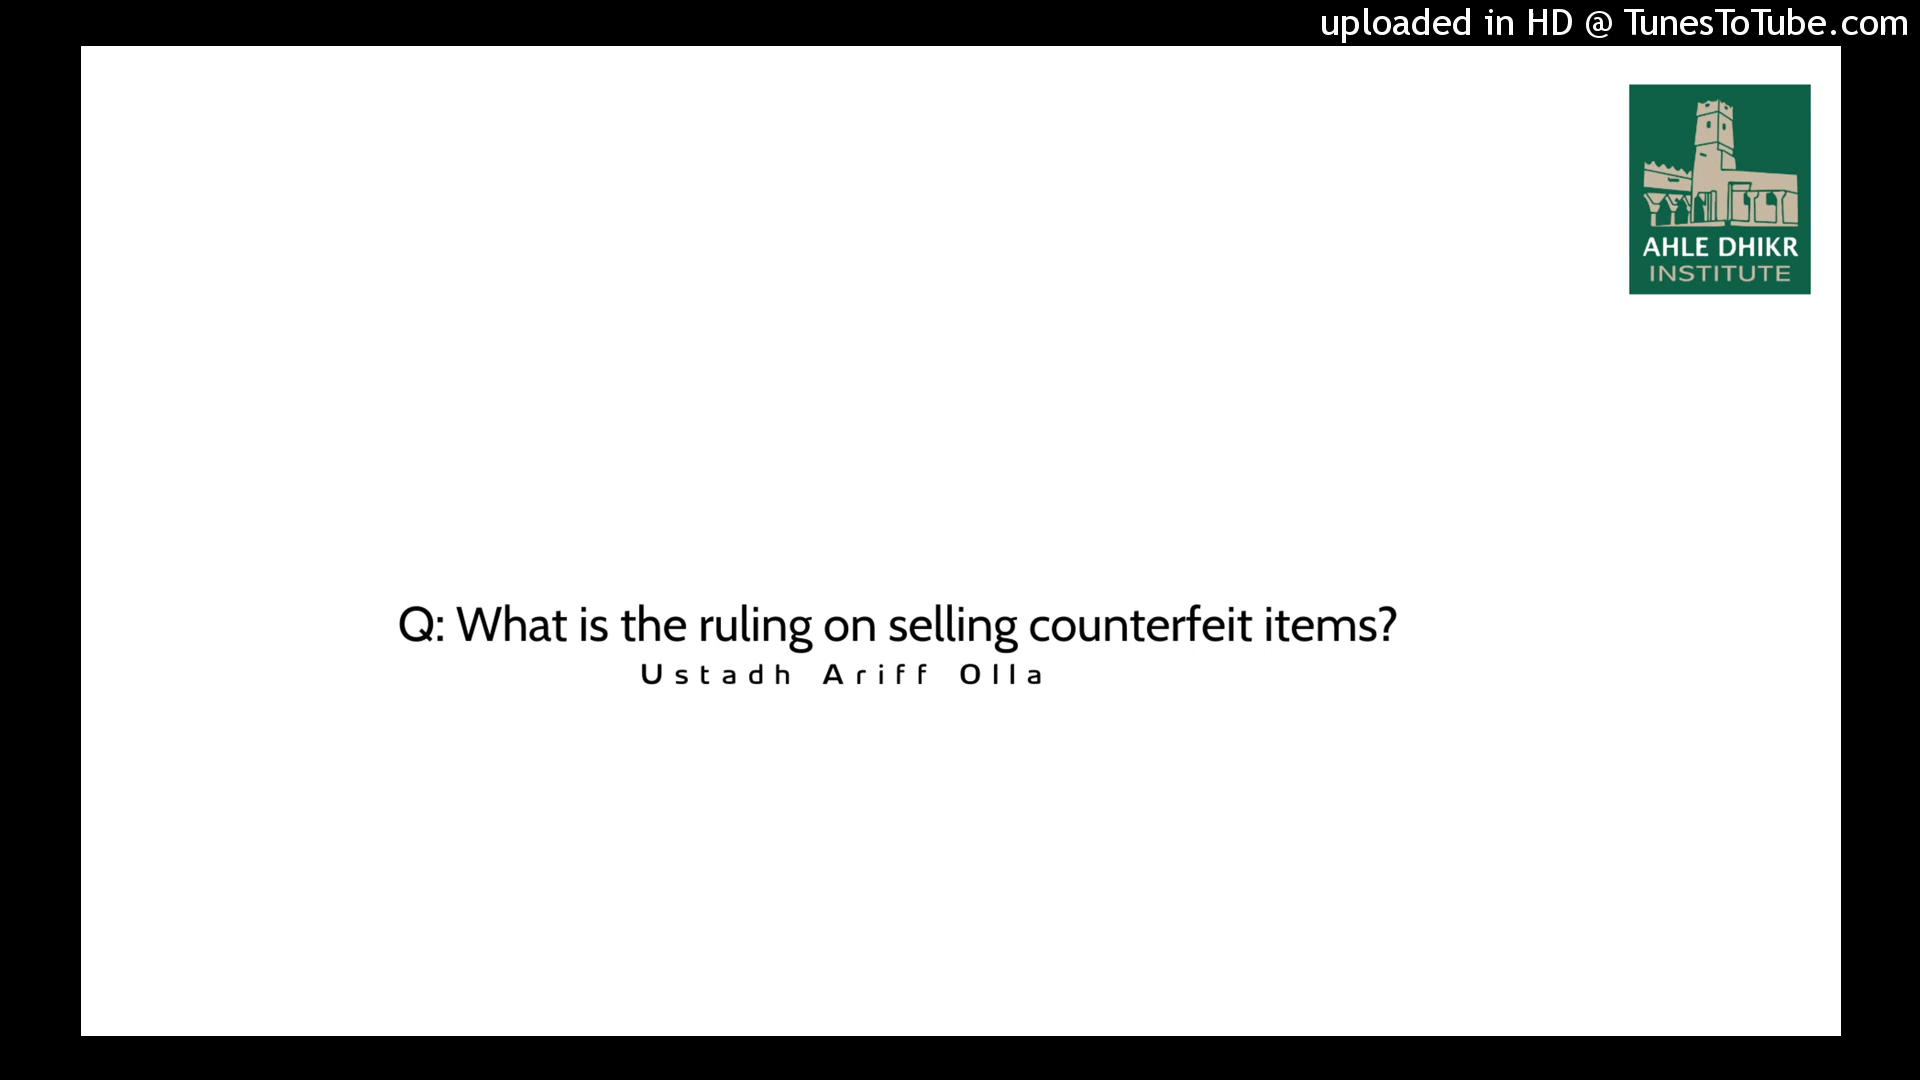 uploaded in HD @ TunesToTube.com
AHLE DHIKR
INSTITUTE
Q: What is the ruling on selling counterfeit items?
Ustadh Ariff Olla